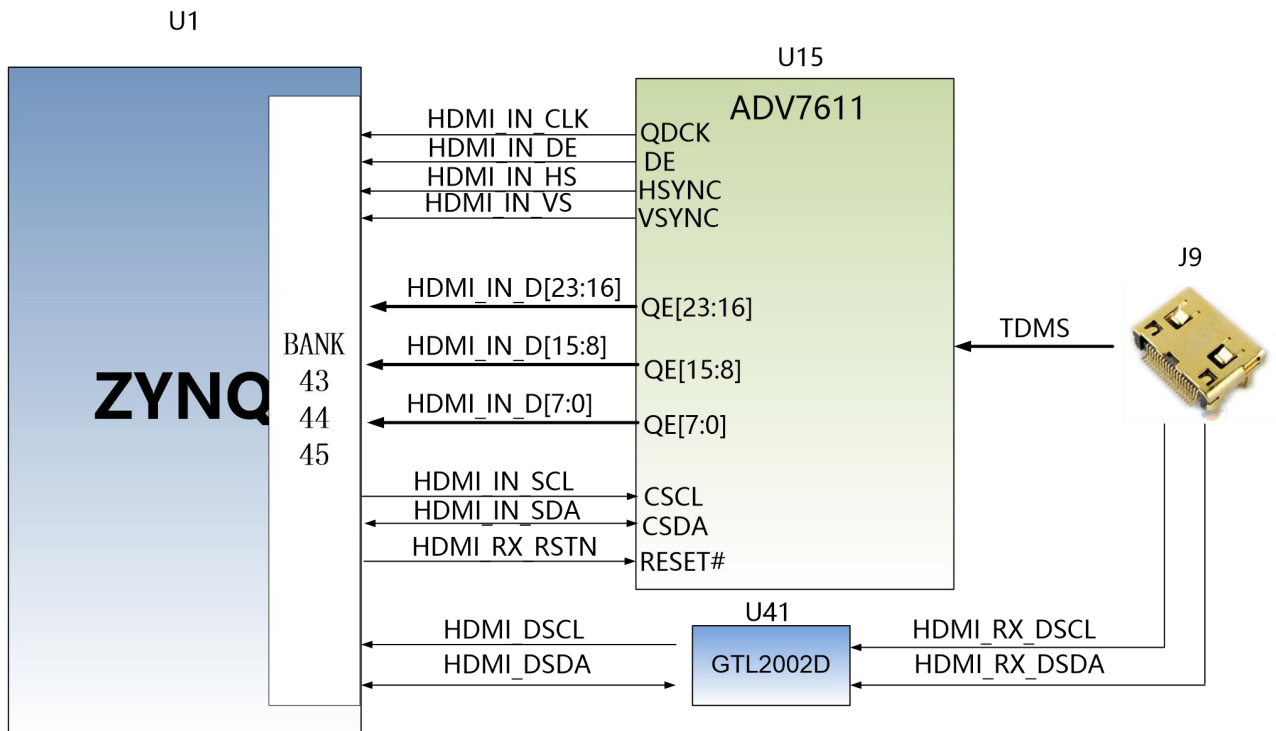 U1
U15
ADV7611
HDMI_IN_CLK
QDCK
HDMI_IN_DE
DE
HDMI_IN_HS
HSYNC
HDMI_IN_VS
VSYNC
J9
HDMI_IN_D[23:16]
QE[23:16]
TDMS
HDMI_IN_D[15:8]
QE[15:8]
HDMI_IN_D[7:0]
QE[7:0]
ZYNQ
BANK
43
44
45
HDMI_IN_SCL
CSCL
HDMI_IN_SDA
CSDA
HDMI_RX_RSTN
RESET#
U41
GTL2002D
HDMI_DSCL
HDMI_RX_DSCL
HDMI_DSDA
HDMI_RX_DSDA